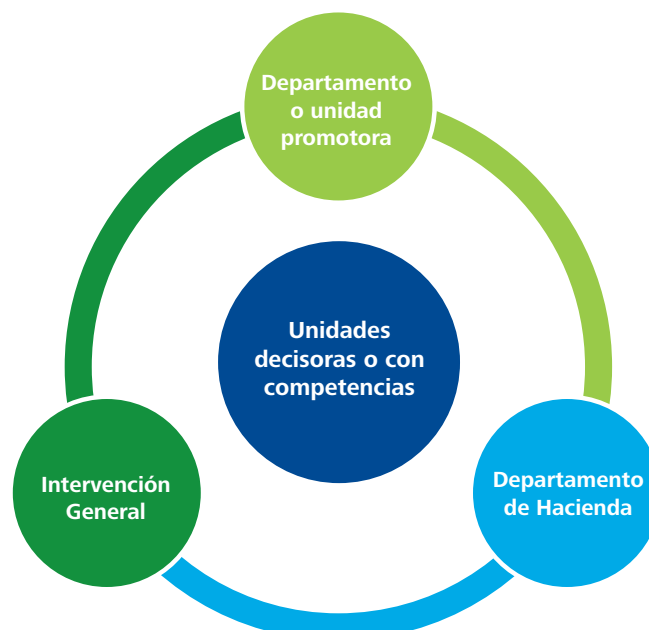 Departamento
o unidad
promotora
Unidades
decisoras o con
competencias
Intervención
General
Departamento
de Hacienda